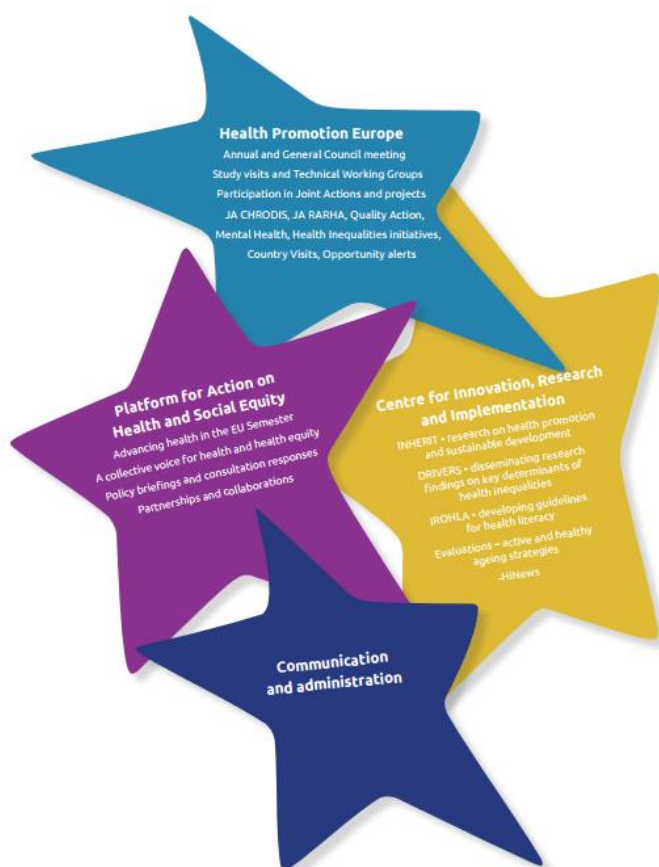 Health Promotion Europe
Annual and General Council meeting
Study visits and Technical Working Groups
Participation in Joint Actions and projects
JA CHRODIS, JA RARHA, Quality Action,
Mental Health, Health Inequalities initiatives,
Country Visits, Opportunity alerts
Platform for Action on
Health and Social Equity
Advancing health in the EU Semester
A collective voice for health and health equity
Policy briefings and consultation responses
Partnerships and collaborations
Centre for Innovation, Research
and Implementation
INHERIT • research on health promotion
and sustainable development
DRIVERS • disseminating research
findings on key determinants of
health inequalities
IROHLA • developing guidelines
for health literacy
Evaluations – active and healthy
ageing strategies
-HiNews
Communication
and administration